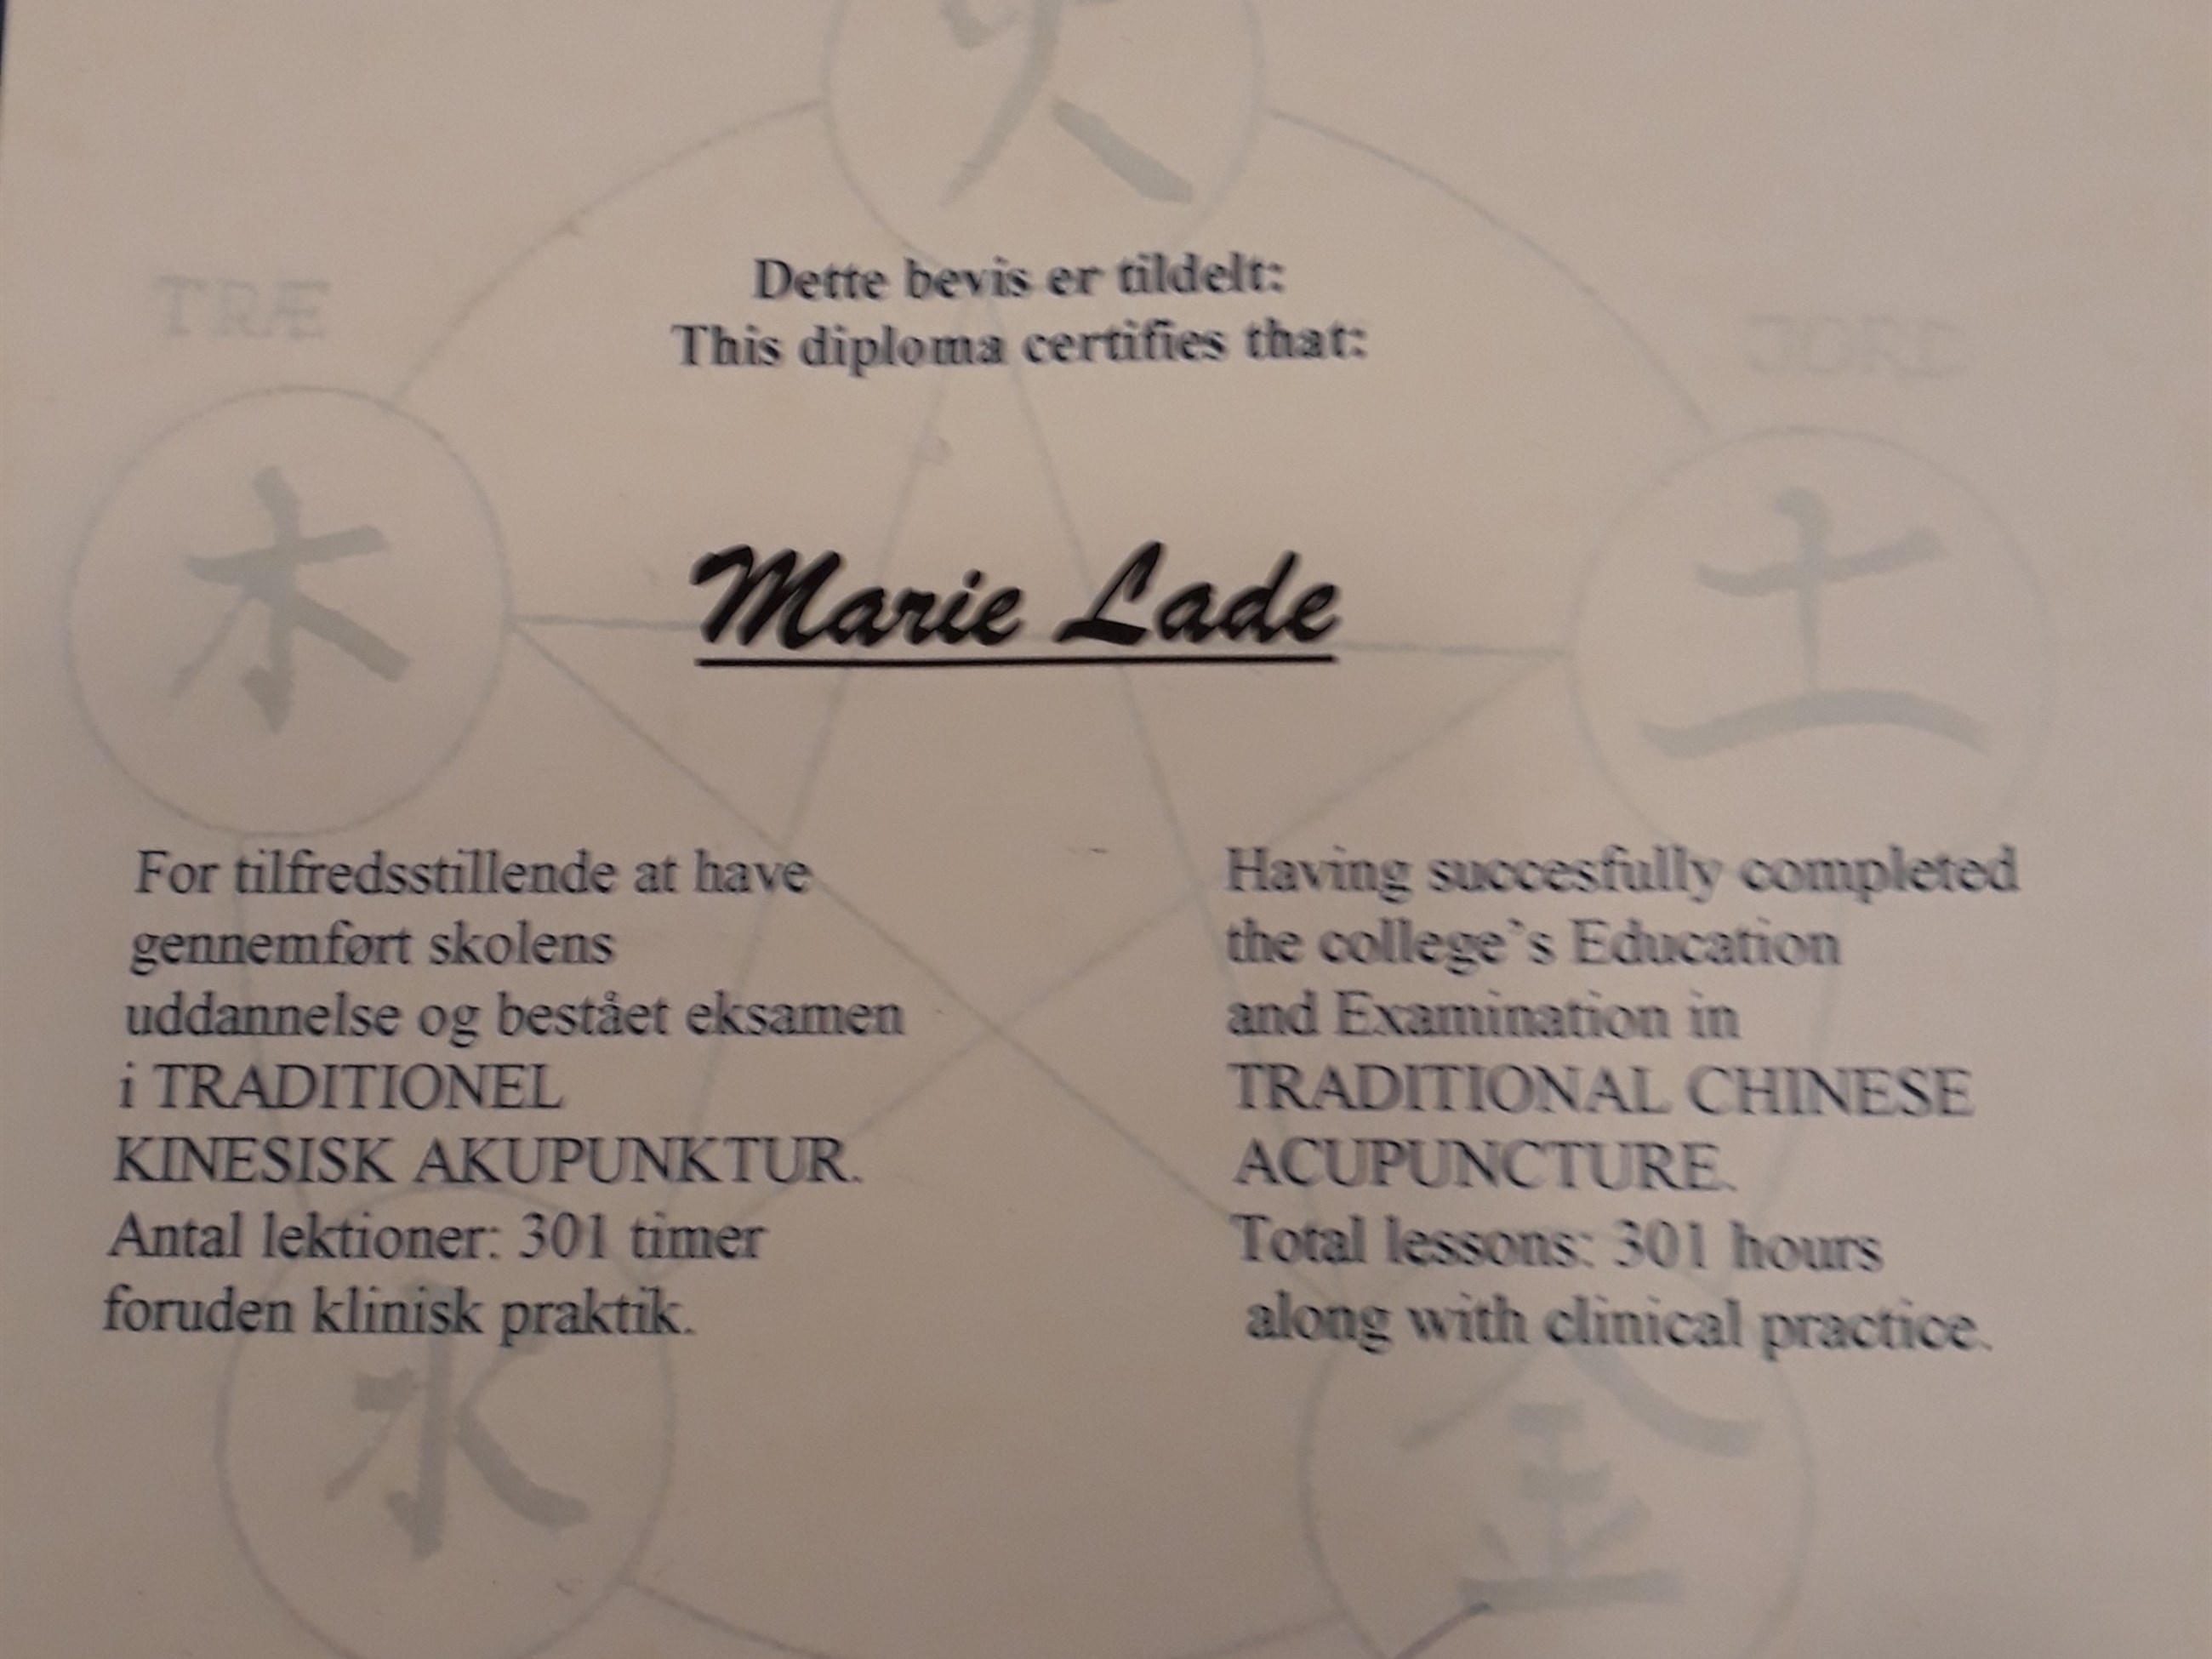 火
Dette bevis er tildelt:
This diploma certifies that:
TRÆ
JORD
木
土
Marie Lade
For tilfredsstillende at have
gennemført skolens
uddannelse og bestået eksamen
i TRADITIONEL
KINESISK AKUPUNKTUR.
Antal lektioner: 301 timer
foruden klinisk praktik.
Having succesfully completed
the college`s Education
and Examination in
TRADITIONAL CHINESE
ACUPUNCTURE.
Total lessons: 301 hours
along with clinical practice.
水
金